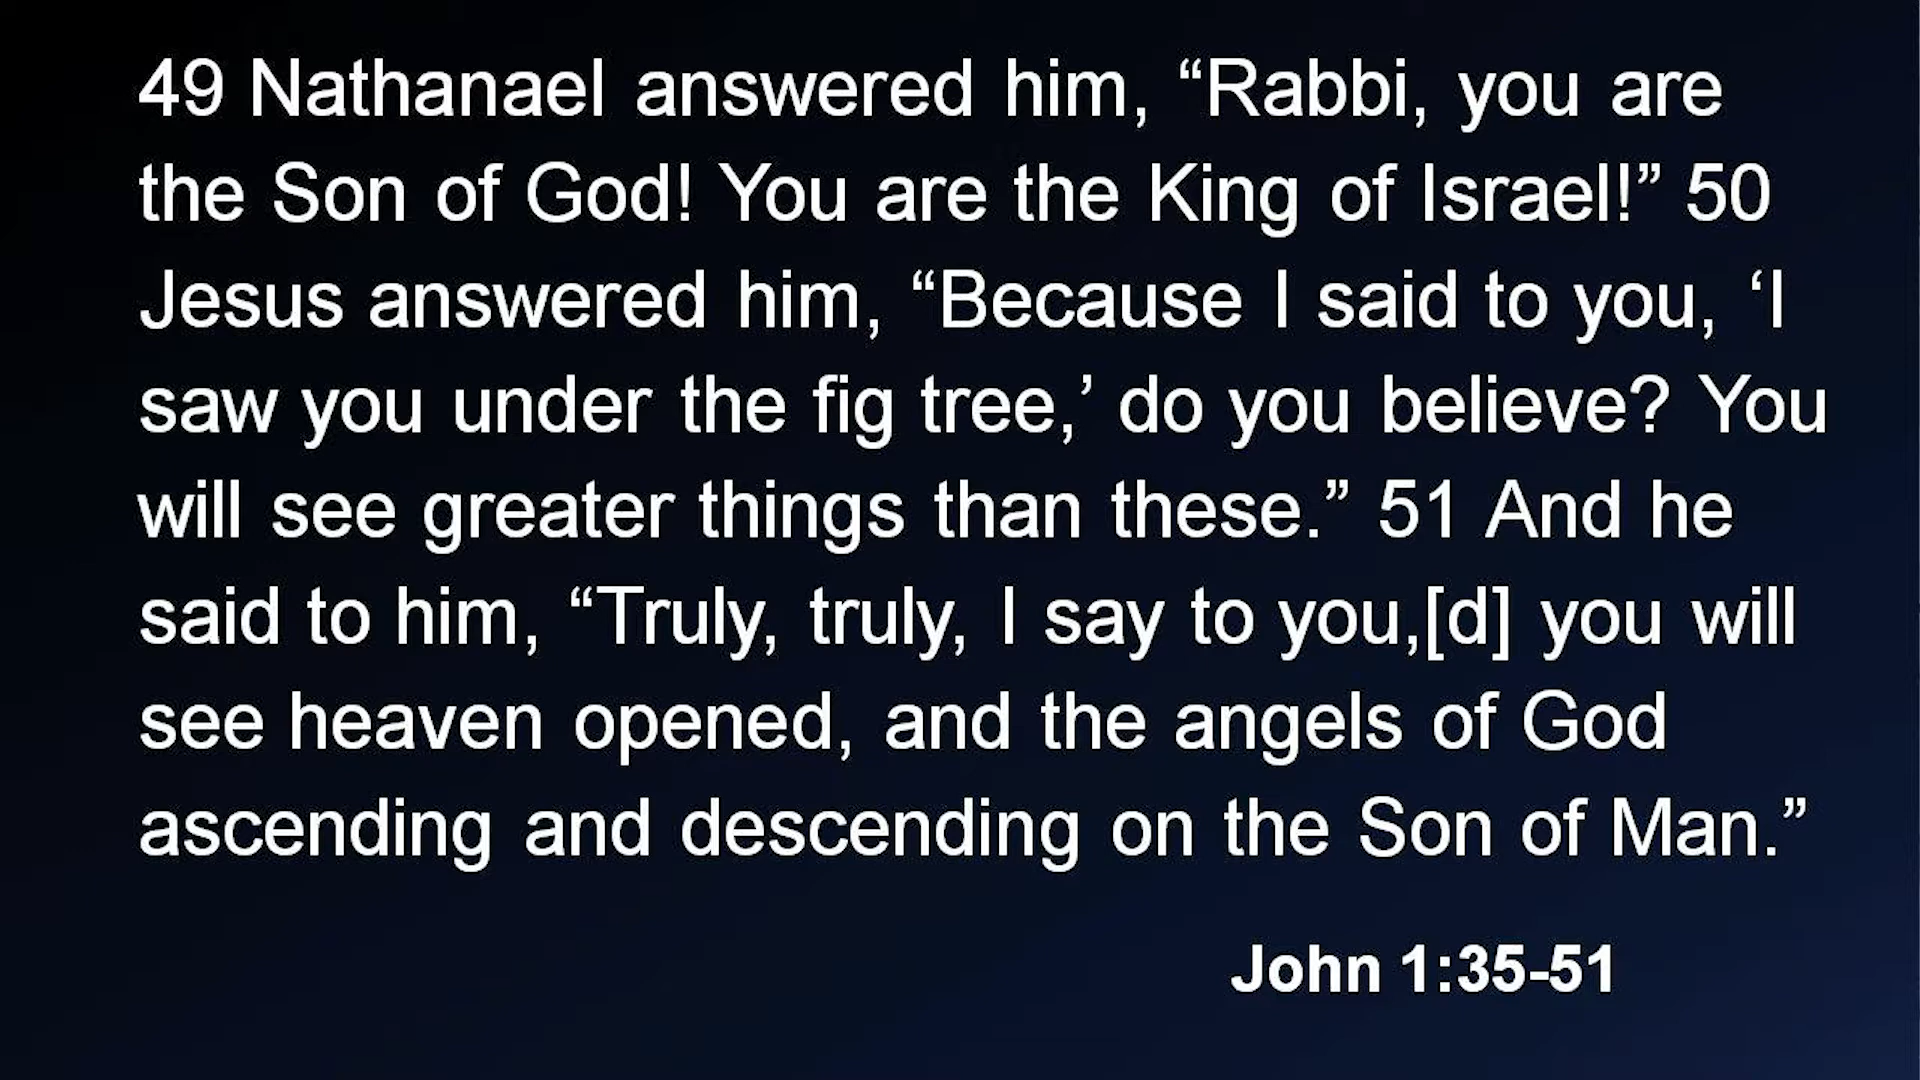 49 Nathanael answered him, “Rabbi, you are
the Son of God! You are the King of Israel!” 50
Jesus answered him, “Because I said to you, ‘I
saw you under the fig tree,’ do you believe? You
will see greater things than these.” 51 And he
said to him, “Truly, truly, I say to you,[d] you will
see heaven opened, and the angels of God
ascending and descending on the Son of Man.”
John 1:35-51